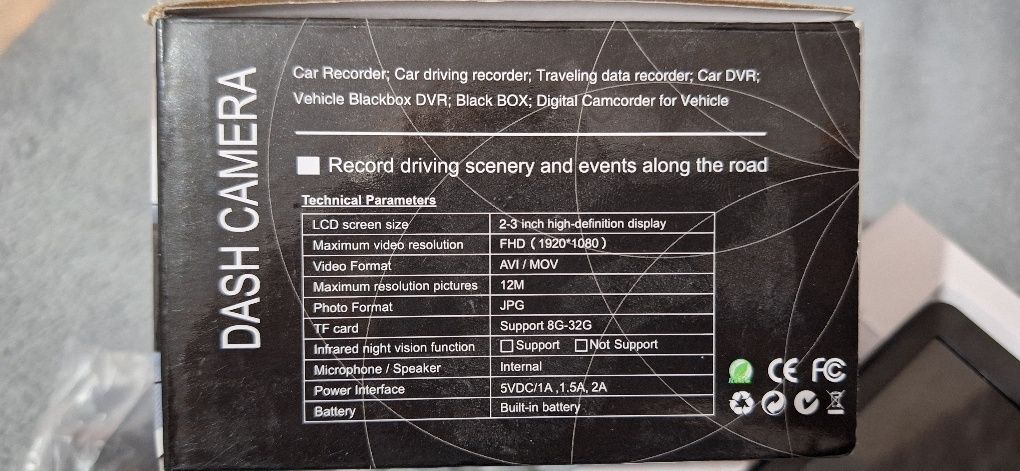 DASH CAMERA
Car Recorder; Car driving recorder; Traveling data recorder; Car DVR;
Vehicle Blackbox DVR; Black BOX; Digital Camcorder for Vehicle
Record driving scenery and events along the road
Technical Parameters
LCD screen size 2-3 inch high-definition display
Maximum video resolution FHD ( 1920*1080 )
Video Format AVI / MOV
Maximum resolution pictures 12M
Photo Format JPG
TF card Support 8G-32G
Infrared night vision function □Support □Not Support
Microphone / Speaker Internal
Power Interface 5VDC/1A ,1.5A, 2A
Battery Built-in battery
CE FC